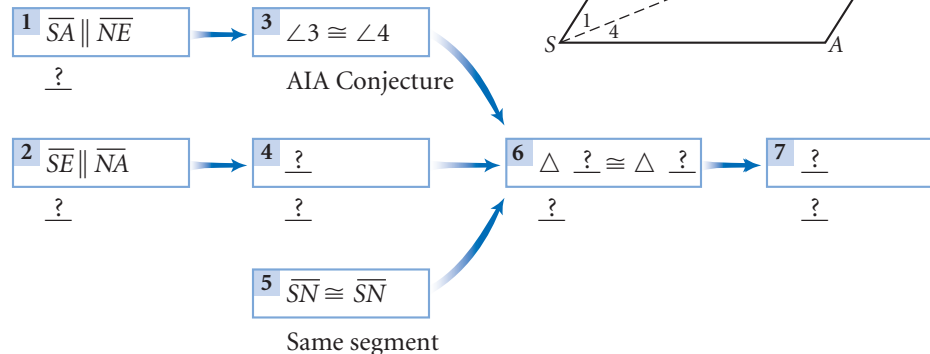 1 SA ∥ NE
?
3 ∠3 ≅ ∠4
AIA Conjecture
1
4
S
A
2 SE ∥ NA
?
4 ?
?
6 △ ? ≅ △ ?
?
7 ?
?
5 SN ≅ SN
Same segment